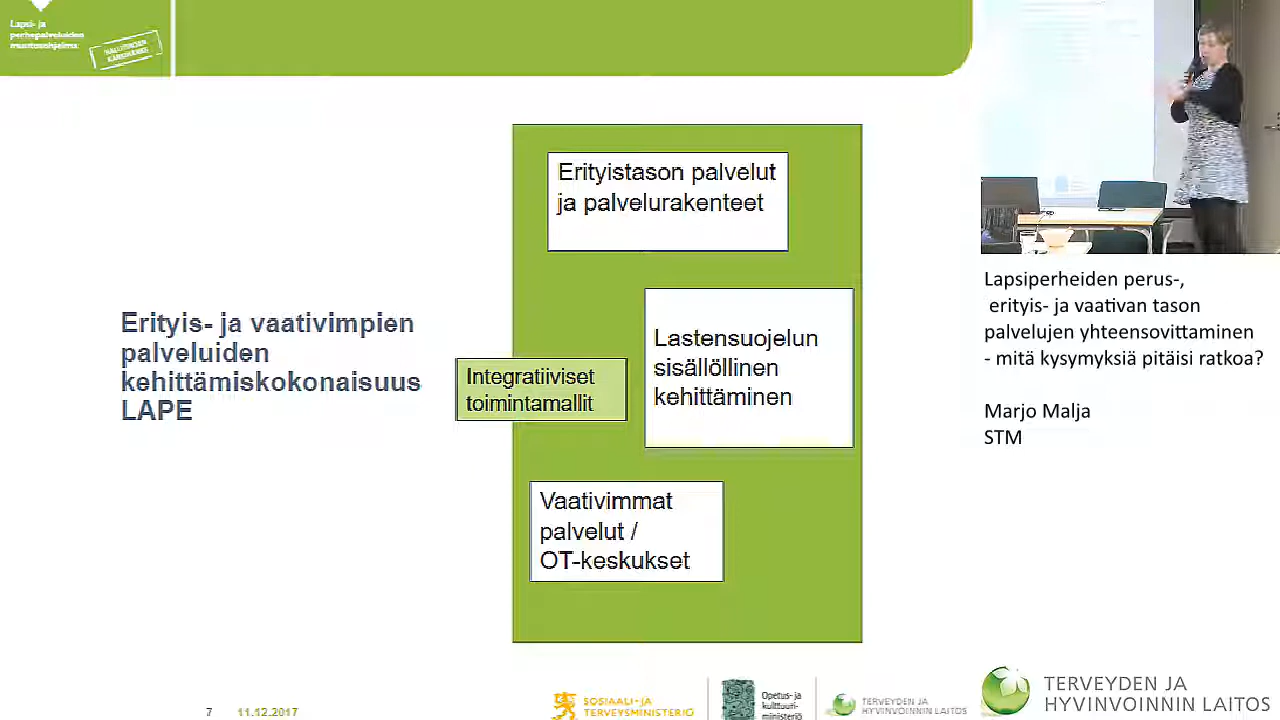 Lapsi- ja
perhepalveluiden
muutosohjelma
HALLITUKSEN
KÄRKIHANKE
Erityistason palvelut
ja palvelurakenteet
Erityis- ja vaativimpien
palveluiden
kehittämiskokonaisuus
LAPE
Integratiiviset
toimintamallit
Lastensuojelun
sisällöllinen
kehittäminen
Vaativimmat
palvelut /
OT-keskukset
7 11.12.2017
SOSIAALI- JA
TERVEYSMINISTERIÖ
Opetus- ja
kulttuuri-
ministeriö
TERVEYDEN JA
HYVINVOINNIN LAITOS
Lapsiperheiden perus-,
erityis- ja vaativan tason
palvelujen yhteensovittaminen
- mitä kysymyksiä pitäisi ratkoa?
Marjo Malja
STM
TERVEYDEN JA
HYVINVOINNIN LAITOS